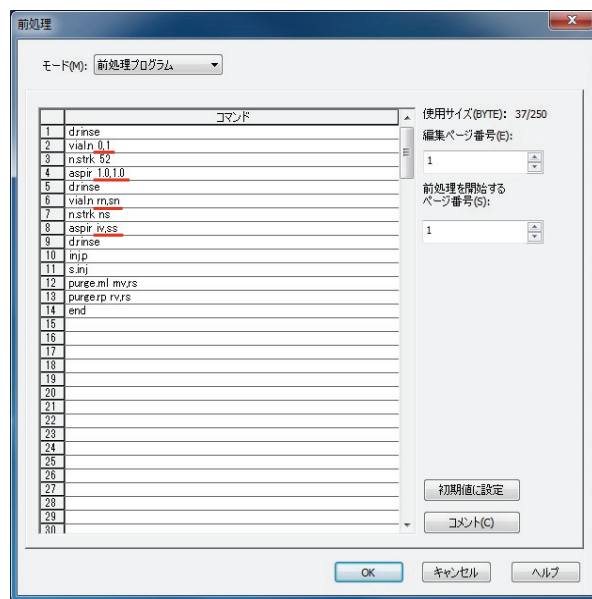 前処理
モード(M): 前処理プログラム
コマンド
1 d.rinse
2 vial.n 0,1
3 n.strk 52
4 aspir 1.0,1.0
5 d.rinse
6 vial.n rn,sn
7 n.strk ns
8 aspir iv,ss
9 d.rinse
10 inj.p
11 s.inj
12 purge.ml mv,rs
13 purge.rp rv,rs
14 end
15
16
17
18
19
20
21
22
23
24
25
26
27
28
29
30
使用サイズ(BYTE): 37/250
編集ページ番号(E):
1
前処理を開始する
ページ番号(S):
1
初期値に設定
コメント(C)
OK キャンセル ヘルプ